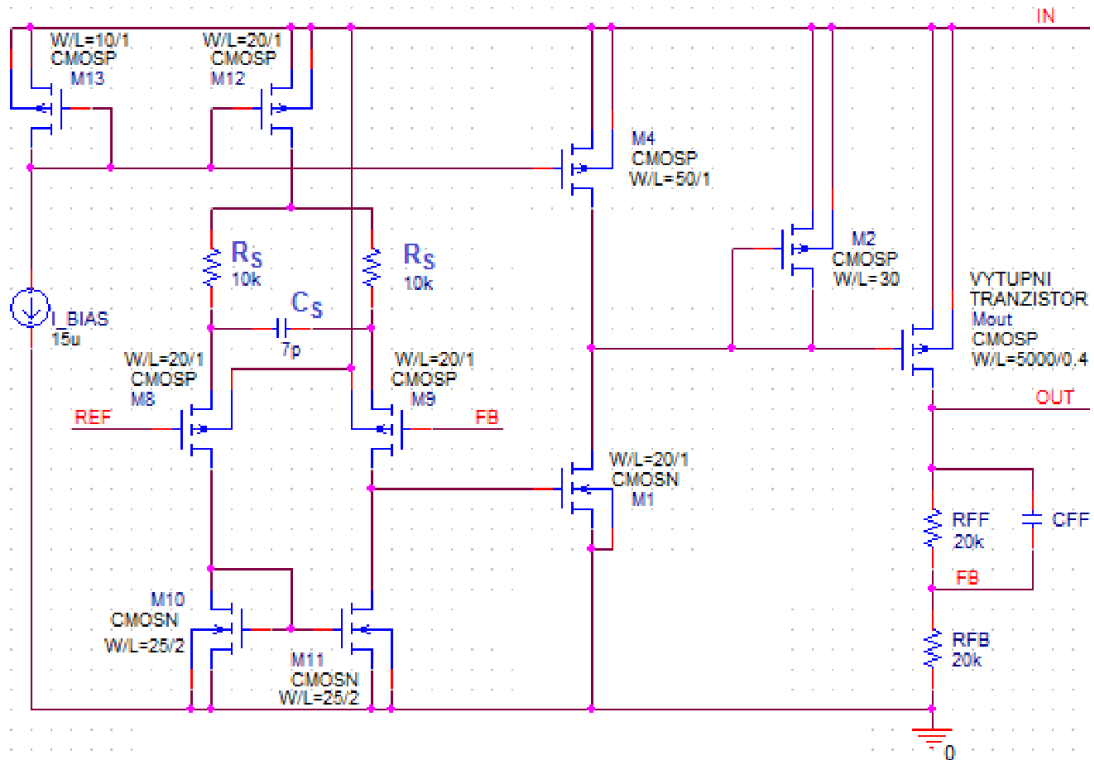 IN
W/L=10/1
CMOSP
M13
W/L=20/1
CMOSP
M12
M4
CMOSP
W/L=50/1
RS
10k
RS
10k
CS
7p
I_BIAS
15u
M2
CMOSP
W/L=30
VYTUPNI
TRANZISTOR
Mout
CMOSP
W/L=5000/0.4
W/L=20/1
CMOSP
M8
W/L=20/1
CMOSP
M9
REF
FB
OUT
W/L=20/1
CMOSN
M1
RFF
20k
CFF
FB
M10
CMOSN
W/L=25/2
M11
CMOSN
W/L=25/2
RFB
20k
0